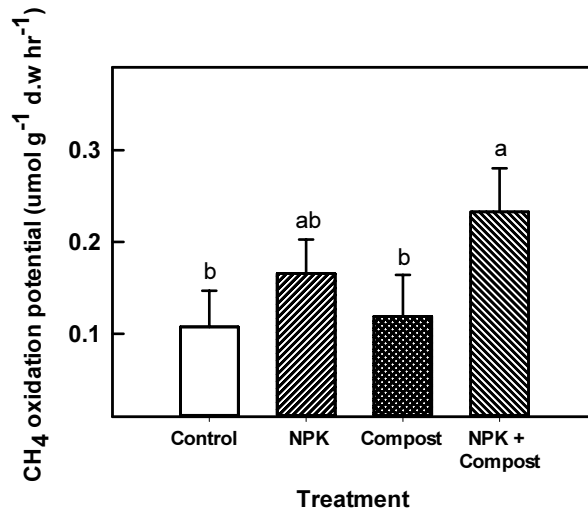 CH4 oxidation potential (umol g-1 d.w hr-1)
0.3
0.2
0.1
b
ab
b
a
Control
NPK
Compost
NPK +
Compost
Treatment